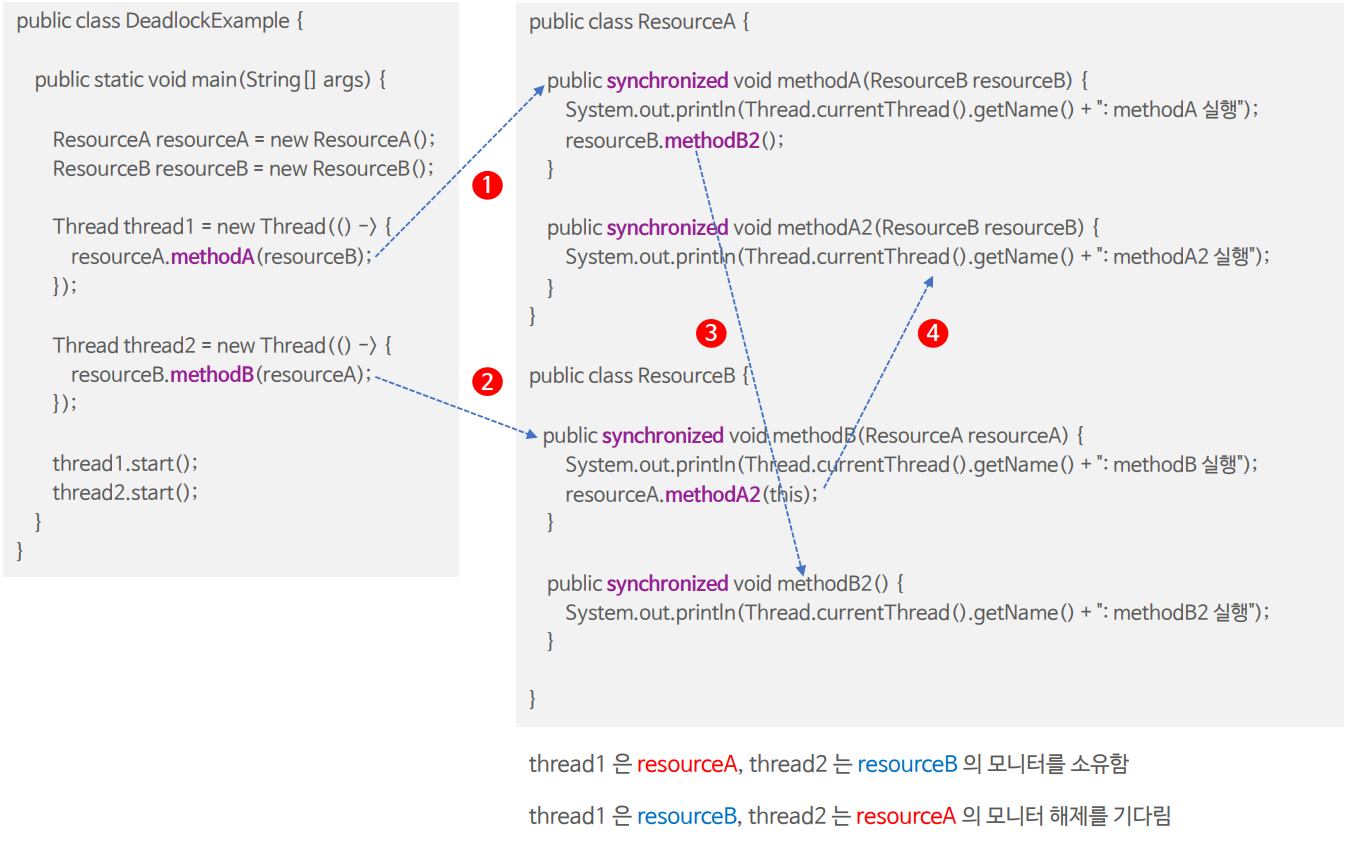 public class DeadlockExample {
public static void main(String[] args) {
ResourceA resourceA = new ResourceA();
ResourceB resourceB = new ResourceB();
Thread thread1 = new Thread(() -> {
resourceA.methodA(resourceB);
});
Thread thread2 = new Thread(() -> {
resourceB.methodB(resourceA);
});
thread1.start();
thread2.start();
}
}
1
2
public class ResourceA {
public synchronized void methodA(ResourceB resourceB) {
System.out.println(Thread.currentThread().getName() + ": methodA 실행");
resourceB.methodB2();
}
public synchronized void methodA2(ResourceB resourceB) {
System.out.println(Thread.currentThread().getName() + ": methodA2 실행");
}
}
3
4
public class ResourceB {
public synchronized void methodB(ResourceA resourceA) {
System.out.println(Thread.currentThread().getName() + ": methodB 실행");
resourceA.methodA2(this);
}
public synchronized void methodB2() {
System.out.println(Thread.currentThread().getName() + ": methodB2 실행");
}
}
thread1 은 resourceA, thread2 는 resourceB 의 모니터를 소유함
thread1 은 resourceB, thread2 는 resourceA 의 모니터 해제를 기다림